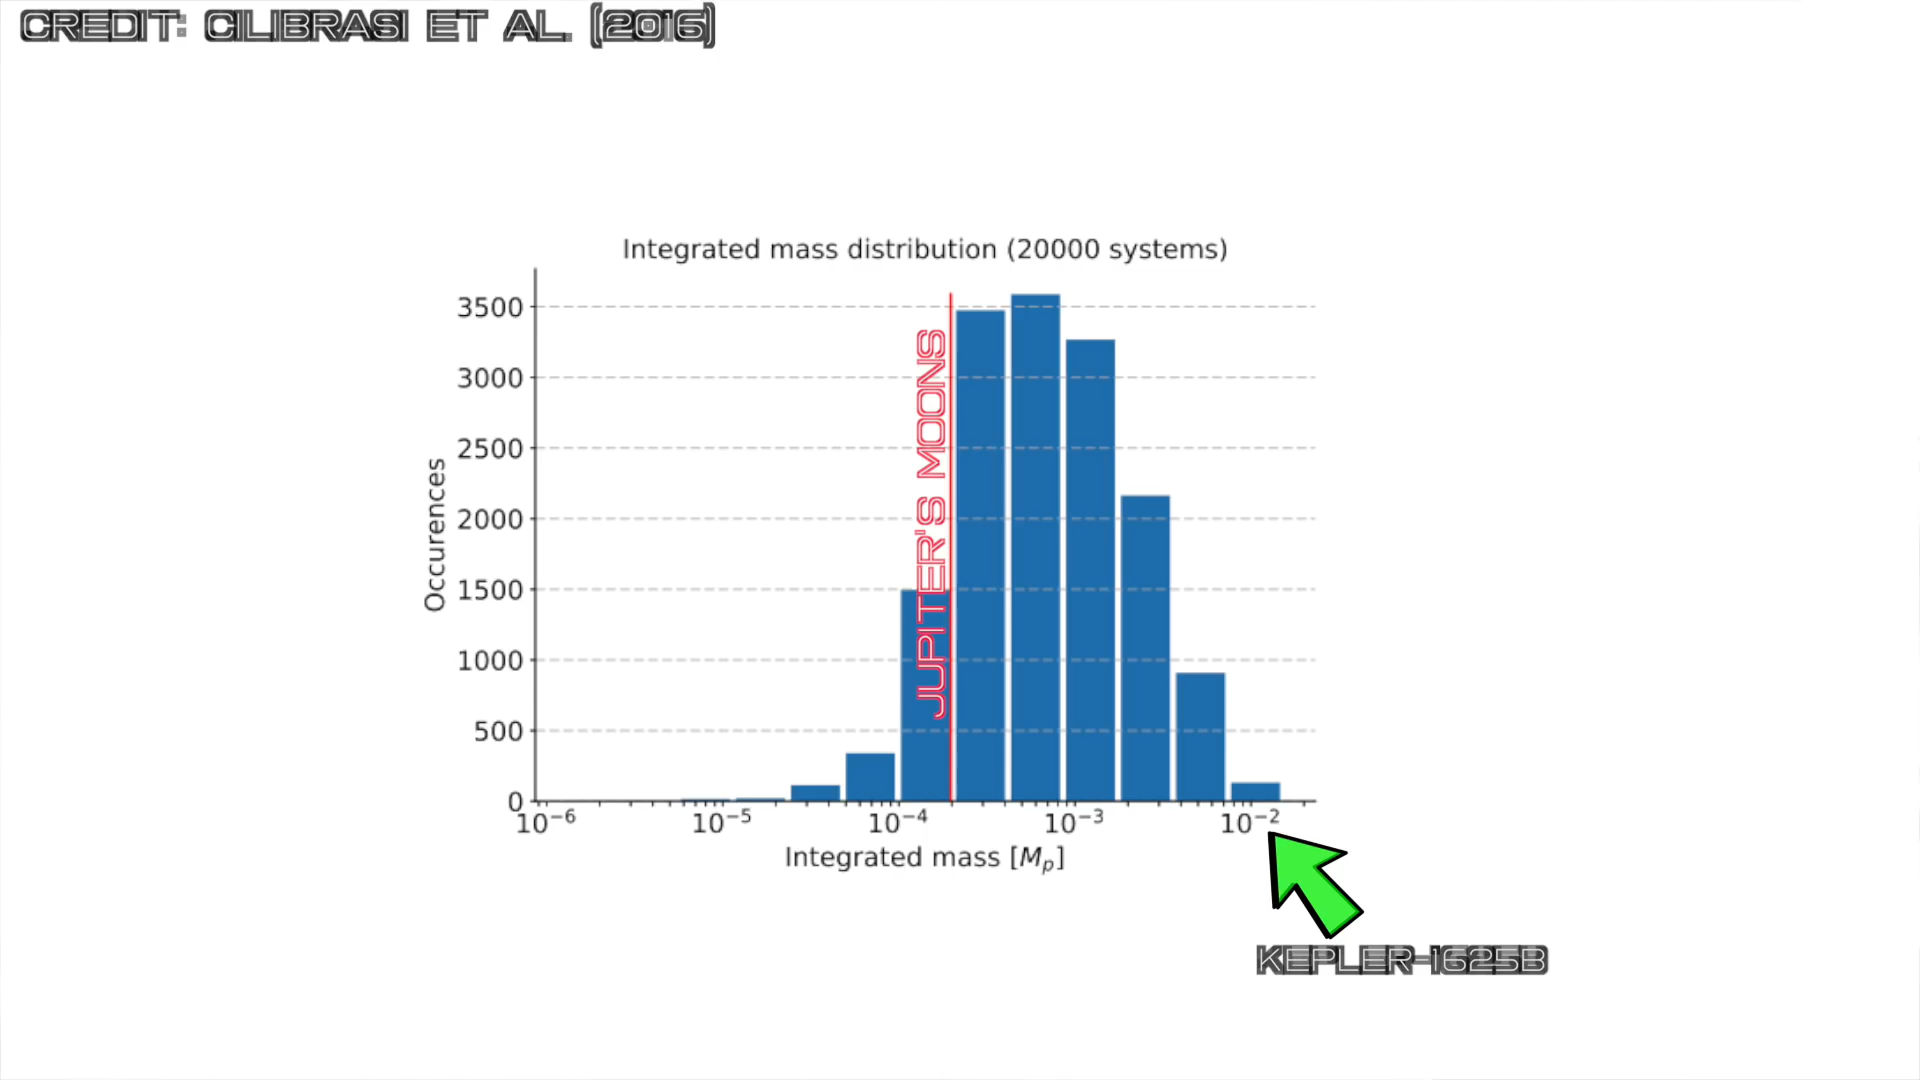 CREDIT: CILIBRASI ET AL. (2016)
Integrated mass distribution (20000 systems)
3500
3000
2500
2000
1500
1000
500
0
Occurences
JUPITER'S MOONS
10⁻⁶ 10⁻⁵ 10⁻⁴ 10⁻³ 10⁻²
Integrated mass [Mₚ]
KEPLER-1625B